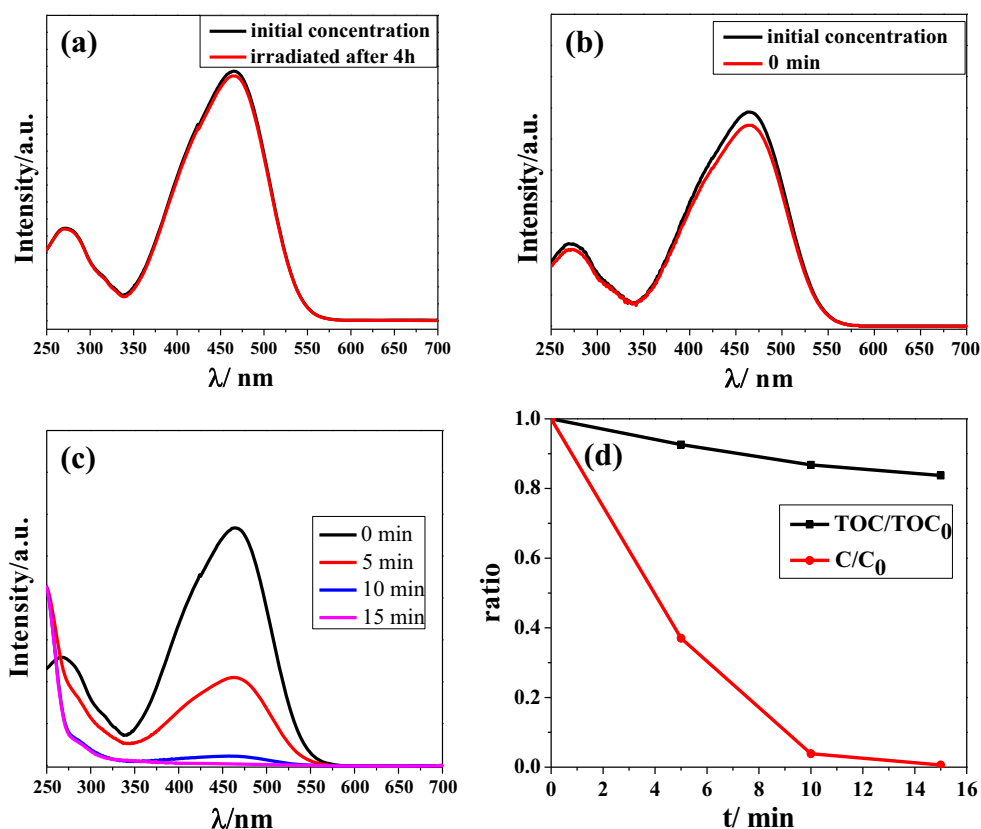 (a)
initial concentration
irradiated after 4h
Intensity/a.u.
250 300 350 400 450 500 550 600 650 700
λ/ nm
(b)
initial concentration
0 min
Intensity/a.u.
250 300 350 400 450 500 550 600 650 700
λ/ nm
(c)
0 min
5 min
10 min
15 min
Intensity/a.u.
250 300 350 400 450 500 550 600 650 700
λ/nm
(d)
TOC/TOC0
C/C0
ratio
1.0
0.8
0.6
0.4
0.2
0.0
0 2 4 6 8 10 12 14 16
t/ min